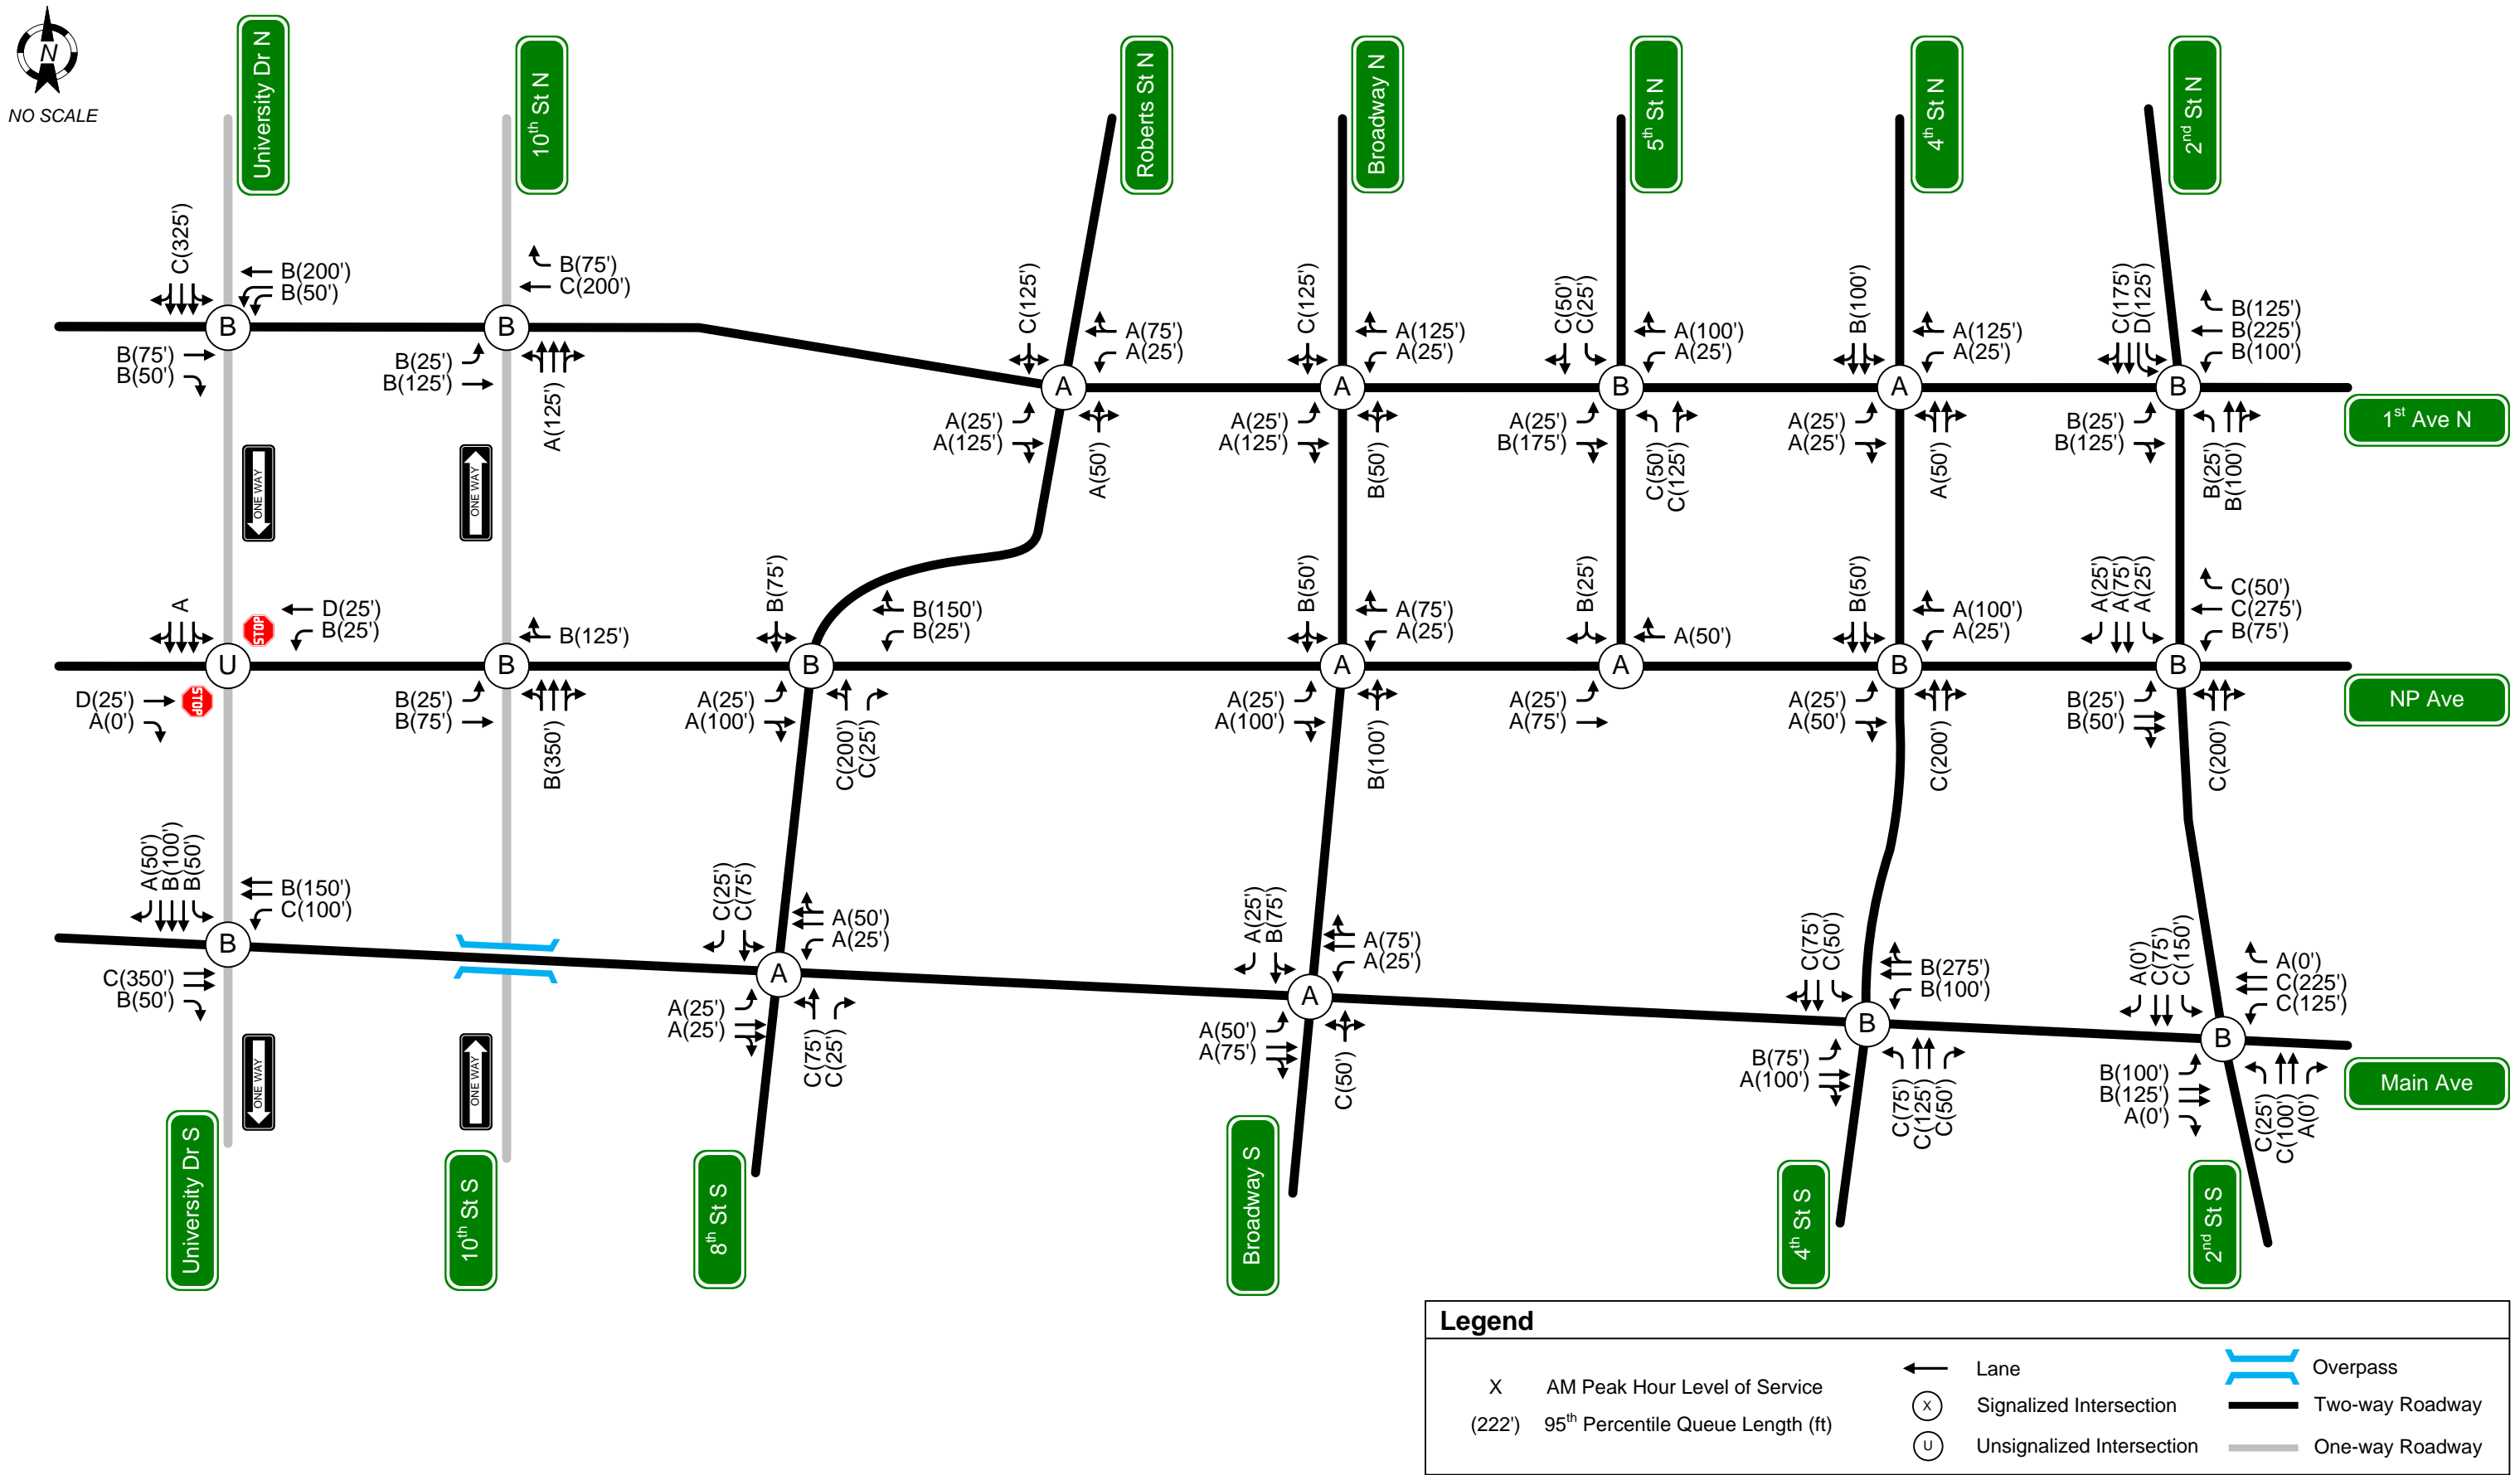 N
NO SCALE
University Dr N
10th St N
Roberts St N
Broadway N
5th St N
4th St N
2nd St N
C(325')
B(200')
B(50')
B
B(75')
B(50')
B(75')
C(200')
B
B(25')
B(125')
A(125')
C(125')
A(75')
A(25')
A
A(25')
A(125')
A(50')
C(125')
A(125')
A(25')
A
A(25')
A(125')
B(50')
C(50')
C(25')
A(100')
A(25')
B
A(25')
B(175')
C(50')
C(125')
B(100')
A(125')
A(25')
A
A(25')
A(25')
A(50')
C(175')
D(125')
B(125')
B(225')
B(100')
B
B(25')
B(125')
B(25')
B(100')
1st Ave N
ONE WAY
ONE WAY
A
STOP
D(25')
B(25')
U
D(25')
A(0')
STOP
B(125')
B
B(25')
B(75')
B(350')
B(75')
B(150')
B(25')
B
A(25')
A(100')
C(200')
C(25')
B(50')
A(75')
A(25')
A
A(25')
A(100')
B(100')
B(25')
A(50')
A
A(25')
A(75')
B(50')
A(100')
A(25')
B
A(25')
A(50')
C(200')
A(25')
A(75')
A(25')
C(50')
C(275')
B(75')
B
B(25')
B(50')
C(200')
NP Ave
A(50')
B(100')
B(50')
B(150')
C(100')
B
C(350')
B(50')
C(25')
C(75')
A(50')
A(25')
A
A(25')
A(25')
C(75')
C(25')
A(25')
B(75')
A(75')
A(25')
A
A(50')
A(75')
C(50')
C(75')
C(50')
B(275')
B(100')
B
B(75')
A(100')
C(75')
C(125')
C(50')
A(0')
C(75')
C(150')
A(0')
C(225')
C(125')
B
B(100')
B(125')
A(0')
C(25')
C(100')
A(0')
Main Ave
ONE WAY
ONE WAY
University Dr S
10th St S
8th St S
Broadway S
4th St S
2nd St S
Legend
X AM Peak Hour Level of Service
(222') 95th Percentile Queue Length (ft)
Lane
X Signalized Intersection
U Unsignalized Intersection
Overpass
Two-way Roadway
One-way Roadway